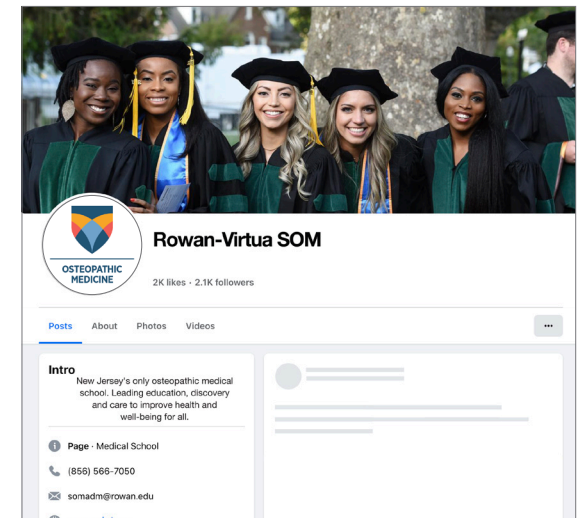 OSTEOPATHIC
MEDICINE
Rowan-Virtua SOM
2K likes · 2.1K followers
Posts About Photos Videos
Intro
New Jersey's only osteopathic medical
school. Leading education, discovery
and care to improve health and
well-being for all.
Page · Medical School
(856) 566-7050
somadm@rowan.edu